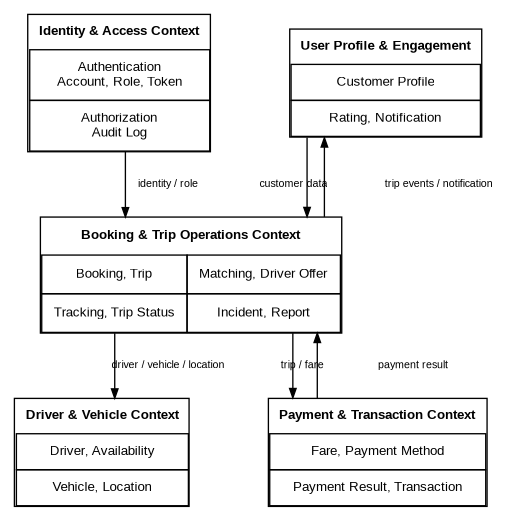 Identity & Access Context
Authentication
Account, Role, Token
Authorization
Audit Log
User Profile & Engagement
Customer Profile
Rating, Notification
identity / role
customer data
trip events / notification
Booking & Trip Operations Context
Booking, Trip
Matching, Driver Offer
Tracking, Trip Status
Incident, Report
driver / vehicle / location
trip / fare
payment result
Driver & Vehicle Context
Driver, Availability
Vehicle, Location
Payment & Transaction Context
Fare, Payment Method
Payment Result, Transaction